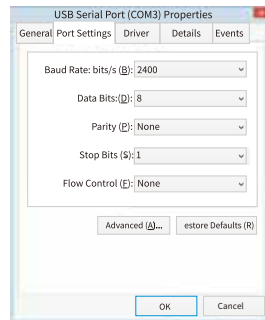 USB Serial Port (COM3) Properties
General Port Settings Driver Details Events
Baud Rate: bits/s (B): 2400
Data Bits:(D): 8
Parity (P): None
Stop Bits (S): 1
Flow Control (F): None
Advanced (A)... estore Defaults (R)
OK Cancel